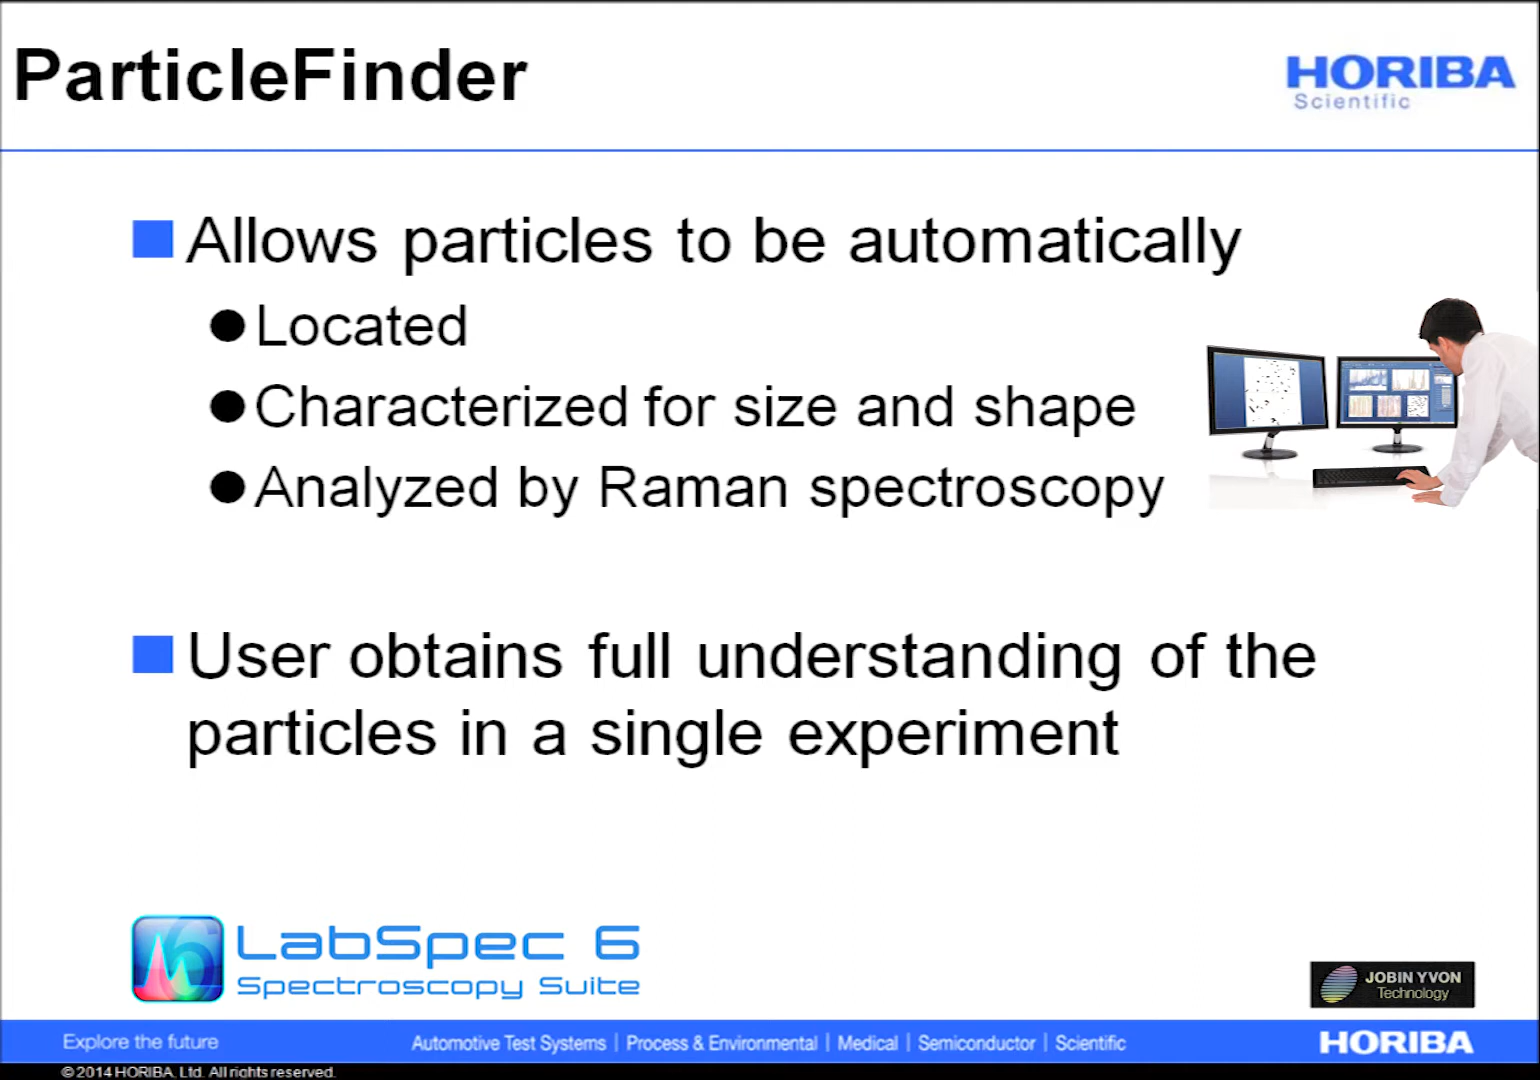 ParticleFinder
HORIBA
Scientific
Allows particles to be automatically
Located
Characterized for size and shape
Analyzed by Raman spectroscopy
User obtains full understanding of the
particles in a single experiment
LabSpec 6
Spectroscopy Suite
JOBIN YVON
Technology
Explore the future
Automotive Test Systems | Process & Environmental | Medical | Semiconductor | Scientific
HORIBA
© 2014 HORIBA, Ltd. All rights reserved.